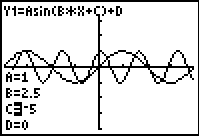 Y1=Asin(B*X+C)+D
A=1
B=2.5
C=-5
D=0